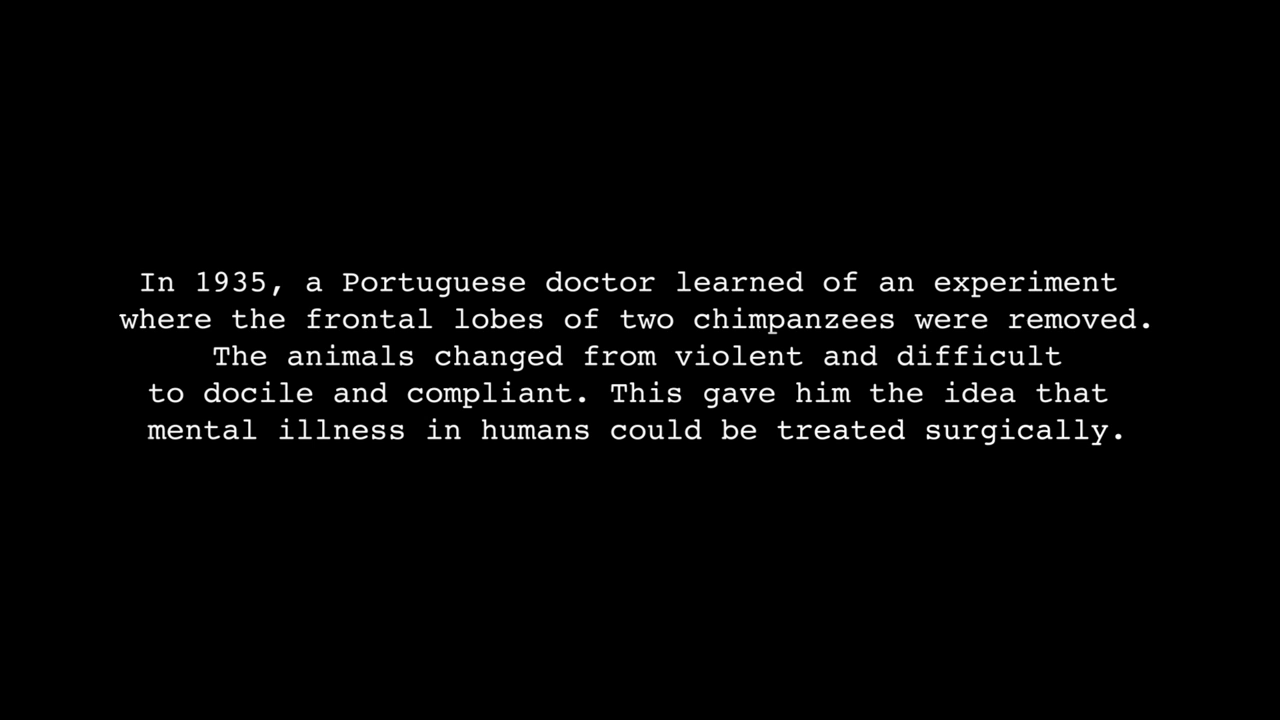 In 1935, a Portuguese doctor learned of an experiment
where the frontal lobes of two chimpanzees were removed.
The animals changed from violent and difficult
to docile and compliant. This gave him the idea that
mental illness in humans could be treated surgically.